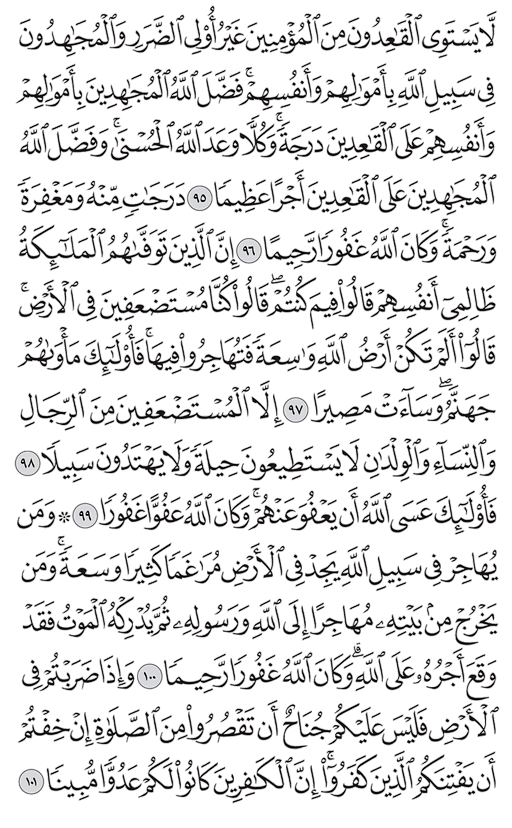 لَّا يَسْتَوِى ٱلْقَٰعِدُونَ مِنَ ٱلْمُؤْمِنِينَ غَيْرُ أُو۟لِى ٱلضَّرَرِ وَٱلْمُجَٰهِدُونَ
فِى سَبِيلِ ٱللَّهِ بِأَمْوَٰلِهِمْ وَأَنفُسِهِمْ ۚ فَضَّلَ ٱللَّهُ ٱلْمُجَٰهِدِينَ بِأَمْوَٰلِهِمْ
وَأَنفُسِهِمْ عَلَى ٱلْقَٰعِدِينَ دَرَجَةً ۚ وَكُلًّا وَعَدَ ٱللَّهُ ٱلْحُسْنَىٰ ۚ وَفَضَّلَ ٱللَّهُ
ٱلْمُجَٰهِدِينَ عَلَى ٱلْقَٰعِدِينَ أَجْرًا عَظِيمًا ٩٥ دَرَجَٰتٍ مِّنْهُ وَمَغْفِرَةً
وَرَحْمَةً ۚ وَكَانَ ٱللَّهُ غَفُورًا رَّحِيمًا ٩٦ إِنَّ ٱلَّذِينَ تَوَفَّىٰهُمُ ٱلْمَلَٰٓئِكَةُ
ظَالِمِىٓ أَنفُسِهِمْ قَالُوا۟ فِيمَ كُنتُمْ ۖ قَالُوا۟ كُنَّا مُسْتَضْعَفِينَ فِى ٱلْأَرْضِ ۚ
قَالُوٓا۟ أَلَمْ تَكُنْ أَرْضُ ٱللَّهِ وَٰسِعَةً فَتُهَاجِرُوا۟ فِيهَا ۚ فَأُو۟لَٰٓئِكَ مَأْوَىٰهُمْ
جَهَنَّمُ ۖ وَسَآءَتْ مَصِيرًا ٩٧ إِلَّا ٱلْمُسْتَضْعَفِينَ مِنَ ٱلرِّجَالِ
وَٱلنِّسَآءِ وَٱلْوِلْدَٰنِ لَا يَسْتَطِيعُونَ حِيلَةً وَلَا يَهْتَدُونَ سَبِيلًا ٩٨
فَأُو۟لَٰٓئِكَ عَسَى ٱللَّهُ أَن يَعْفُوَ عَنْهُمْ ۚ وَكَانَ ٱللَّهُ عَفُوًّا غَفُورًا ٩٩ ۞ وَمَن
يُهَاجِرْ فِى سَبِيلِ ٱللَّهِ يَجِدْ فِى ٱلْأَرْضِ مُرَٰغَمًا كَثِيرًا وَسَعَةً ۚ وَمَن
يَخْرُجْ مِنۢ بَيْتِهِۦ مُهَاجِرًا إِلَى ٱللَّهِ وَرَسُولِهِۦ ثُمَّ يُدْرِكْهُ ٱلْمَوْتُ فَقَدْ
وَقَعَ أَجْرُهُۥ عَلَى ٱللَّهِ ۗ وَكَانَ ٱللَّهُ غَفُورًا رَّحِيمًا ١٠٠ وَإِذَا ضَرَبْتُمْ فِى
ٱلْأَرْضِ فَلَيْسَ عَلَيْكُمْ جُنَاحٌ أَن تَقْصُرُوا۟ مِنَ ٱلصَّلَوٰةِ إِنْ خِفْتُمْ
أَن يَفْتِنَكُمُ ٱلَّذِينَ كَفَرُوٓا۟ ۚ إِنَّ ٱلْكَٰفِرِينَ كَانُوا۟ لَكُمْ عَدُوًّا مُّبِينًا ١٠١